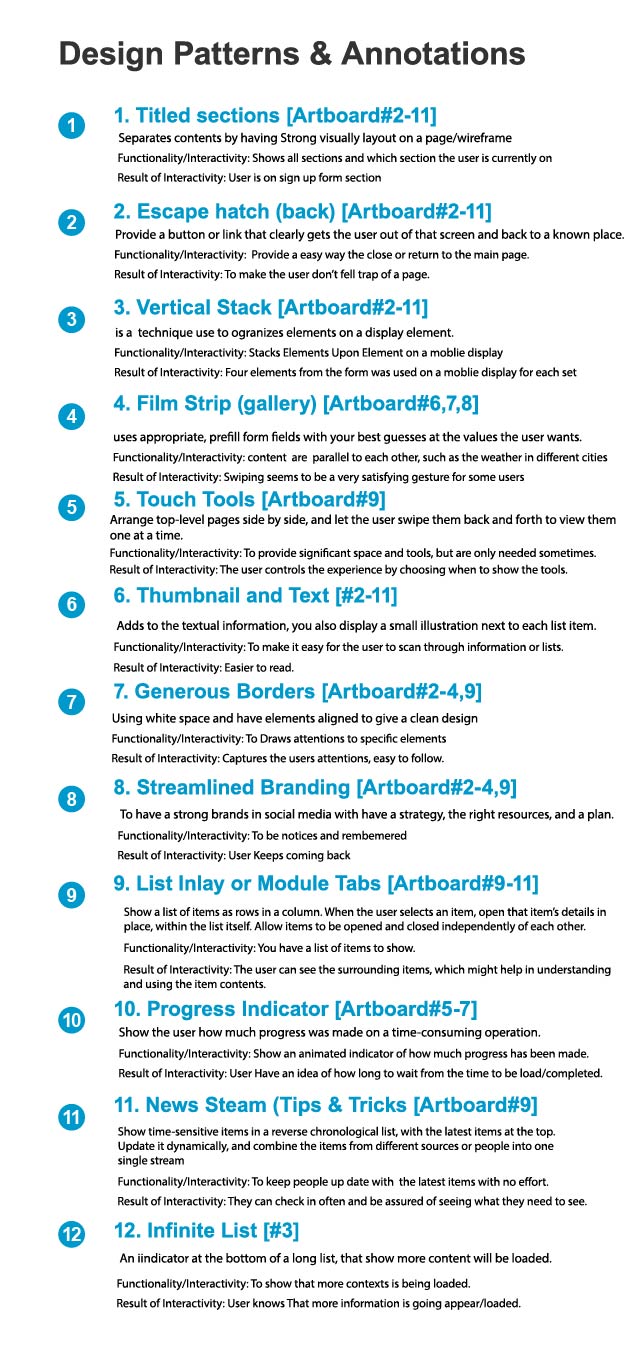 Design Patterns & Annotations
1
1. Titled sections [Artboard#2-11]
Separates contents by having Strong visually layout on a page/wireframe
Functionality/Interactivity: Shows all sections and which section the user is currently on
Result of Interactivity: User is on sign up form section
2
2. Escape hatch (back) [Artboard#2-11]
Provide a button or link that clearly gets the user out of that screen and back to a known place.
Functionality/Interactivity:  Provide a easy way the close or return to the main page.
Result of Interactivity: To make the user don't fell trap of a page.
3
3. Vertical Stack [Artboard#2-11]
is a  technique use to ogranizes elements on a display element.
Functionality/Interactivity: Stacks Elements Upon Element on a moblie display
Result of Interactivity: Four elements from the form was used on a moblie display for each set
4
4. Film Strip (gallery) [Artboard#6,7,8]
uses appropriate, prefill form fields with your best guesses at the values the user wants.
Functionality/Interactivity: content  are  parallel to each other, such as the weather in different cities
Result of Interactivity: Swiping seems to be a very satisfying gesture for some users
5
5. Touch Tools [Artboard#9]
Arrange top-level pages side by side, and let the user swipe them back and forth to view them
one at a time.
Functionality/Interactivity: To provide significant space and tools, but are only needed sometimes.
Result of Interactivity: The user controls the experience by choosing when to show the tools.
6
6. Thumbnail and Text [#2-11]
Adds to the textual information, you also display a small illustration next to each list item.
Functionality/Interactivity: To make it easy for the user to scan through information or lists.
Result of Interactivity: Easier to read.
7
7. Generous Borders [Artboard#2-4,9]
Using white space and have elements aligned to give a clean design
Functionality/Interactivity: To Draws attentions to specific elements
Result of Interactivity: Captures the users attentions, easy to follow.
8
8. Streamlined Branding [Artboard#2-4,9]
To have a strong brands in social media with have a strategy, the right resources, and a plan.
Functionality/Interactivity: To be notices and rembemered
Result of Interactivity: User Keeps coming back
9
9. List Inlay or Module Tabs [Artboard#9-11]
Show a list of items as rows in a column. When the user selects an item, open that item's details in
place, within the list itself. Allow items to be opened and closed independently of each other.
Functionality/Interactivity: You have a list of items to show.
Result of Interactivity: The user can see the surrounding items, which might help in understanding
and using the item contents.
10
10. Progress Indicator [Artboard#5-7]
Show the user how much progress was made on a time-consuming operation.
Functionality/Interactivity: Show an animated indicator of how much progress has been made.
Result of Interactivity: User Have an idea of how long to wait from the time to be load/completed.
11
11. News Steam (Tips & Tricks [Artboard#9]
Show time-sensitive items in a reverse chronological list, with the latest items at the top.
Update it dynamically, and combine the items from different sources or people into one
single stream
Functionality/Interactivity: To keep people up date with  the latest items with no effort.
Result of Interactivity: They can check in often and be assured of seeing what they need to see.
12
12. Infinite List [#3]
An iindicator at the bottom of a long list, that show more content will be loaded.
Functionality/Interactivity: To show that more contexts is being loaded.
Result of Interactivity: User knows That more information is going appear/loaded.